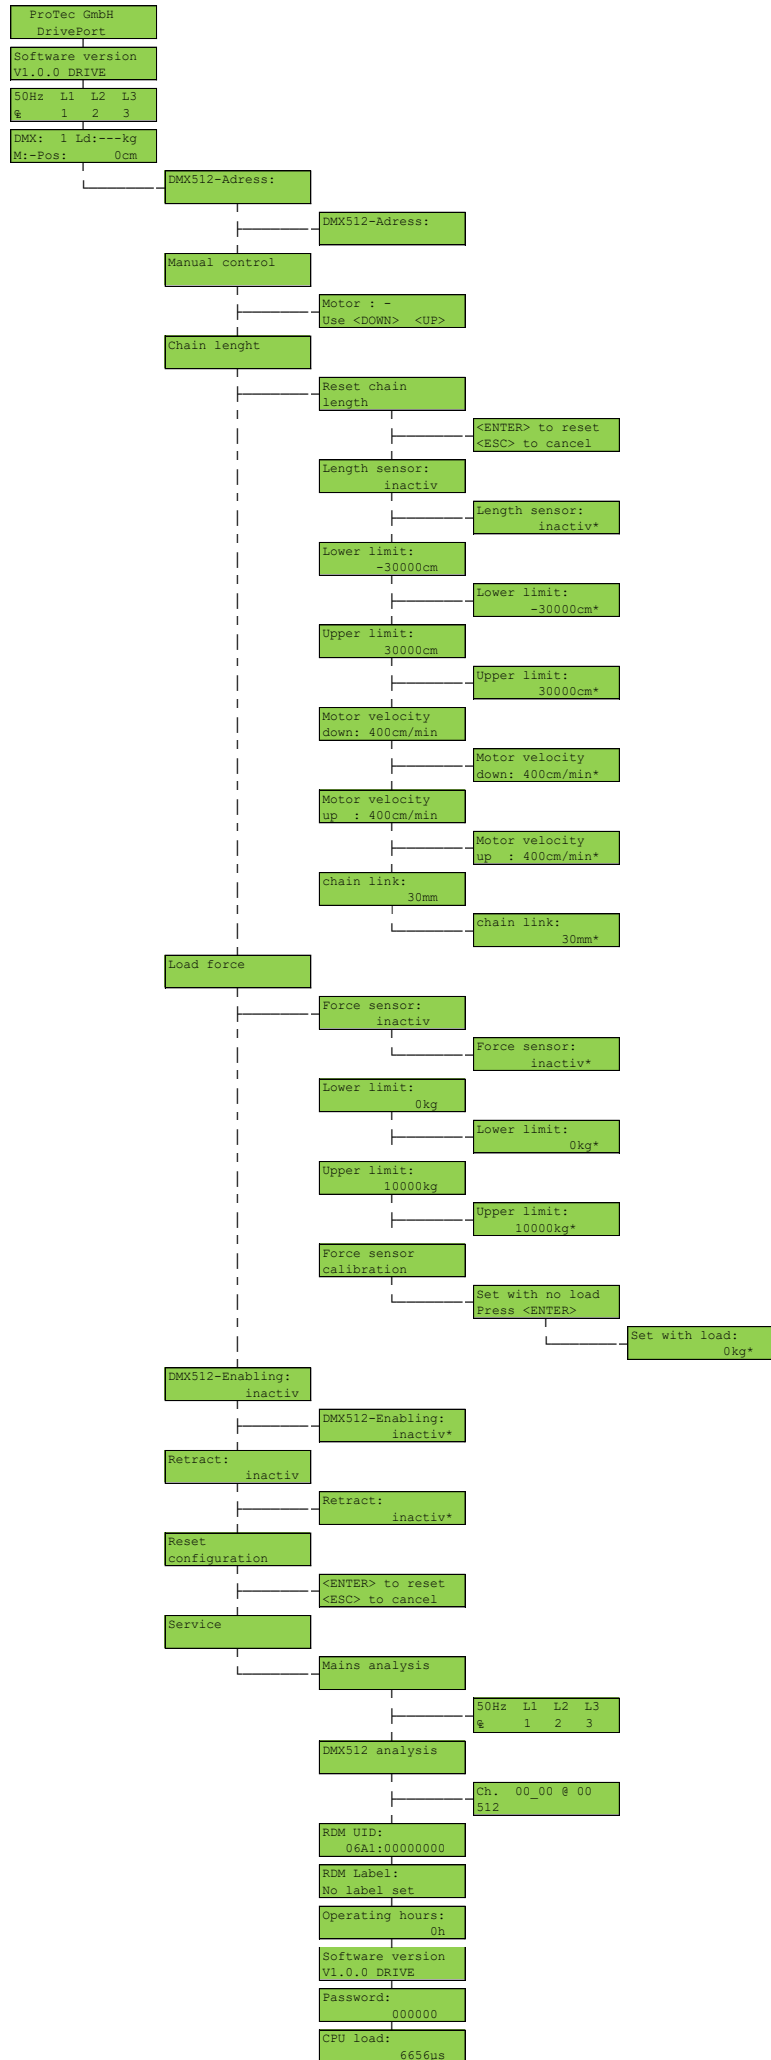 ProTec GmbH
DrivePort
Software version
V1.0.0 DRIVE
50Hz L1 L2 L3
1 2 3
DMX: 1 Ld:---kg
M:-Pos: 0cm
DMX512-Adress:
DMX512-Adress:
Manual control
Motor : -
Use <DOWN> <UP>
Chain lenght
Reset chain
length
<ENTER> to reset
<ESC> to cancel
Length sensor:
inactiv
Length sensor:
inactiv*
Lower limit:
-30000cm
Lower limit:
-30000cm*
Upper limit:
30000cm
Upper limit:
30000cm*
Motor velocity
down: 400cm/min
Motor velocity
down: 400cm/min*
Motor velocity
up : 400cm/min
Motor velocity
up : 400cm/min*
chain link:
30mm
chain link:
30mm*
Load force
Force sensor:
inactiv
Force sensor:
inactiv*
Lower limit:
0kg
Lower limit:
0kg*
Upper limit:
10000kg
Upper limit:
10000kg*
Force sensor
calibration
Set with no load
Press <ENTER>
Set with load:
0kg*
DMX512-Enabling:
inactiv
DMX512-Enabling:
inactiv*
Retract:
inactiv
Retract:
inactiv*
Reset
configuration
<ENTER> to reset
<ESC> to cancel
Service
Mains analysis
50Hz L1 L2 L3
1 2 3
DMX512 analysis
Ch. 00_00 @ 00
512
RDM UID:
06A1:00000000
RDM Label:
No label set
Operating hours:
0h
Software version
V1.0.0 DRIVE
Password:
000000
CPU load:
6656us